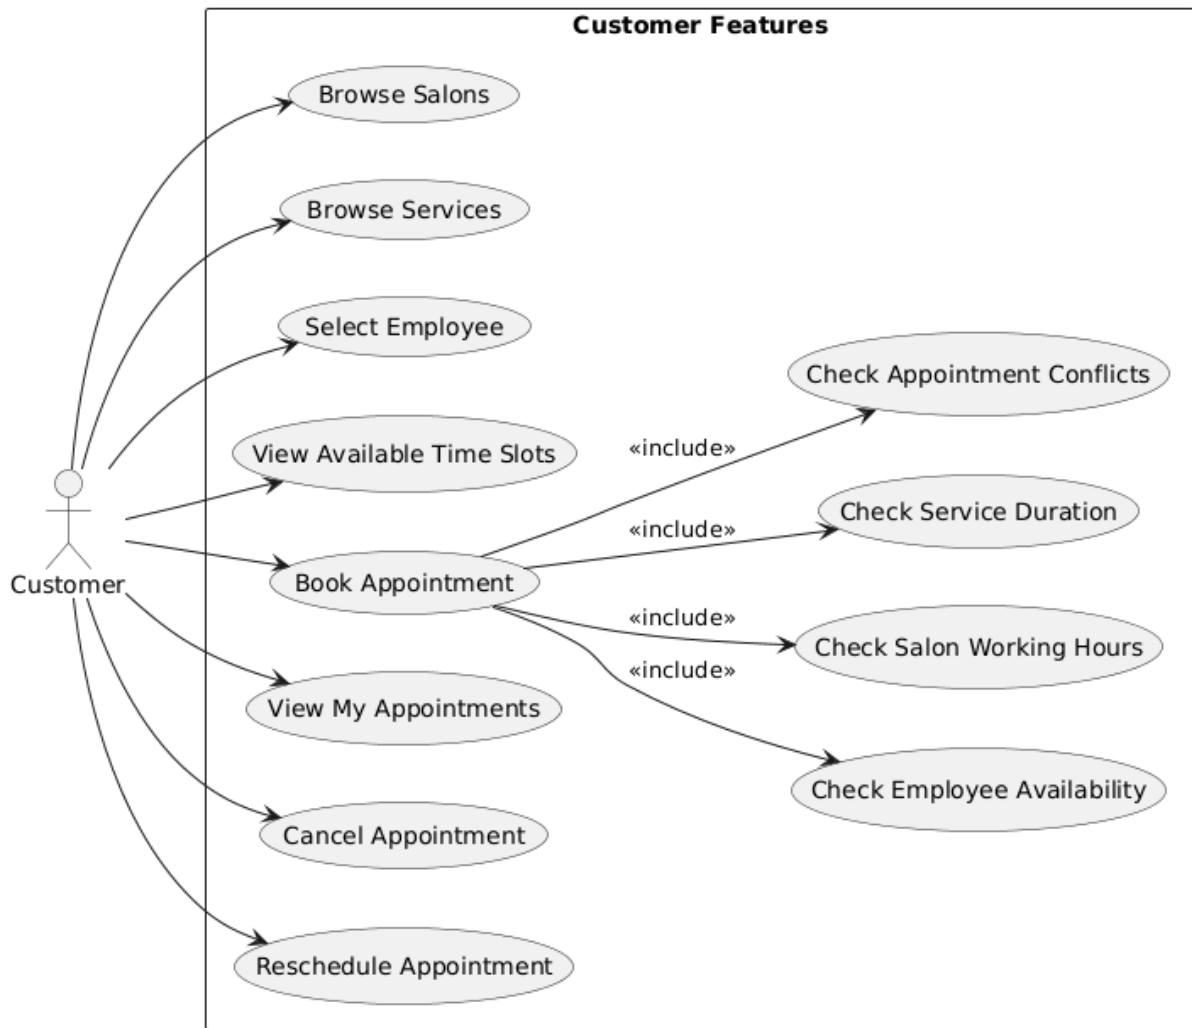 Customer Features
Browse Salons
Browse Services
Select Employee
View Available Time Slots
Book Appointment
View My Appointments
Cancel Appointment
Reschedule Appointment
Customer
«include»
«include»
«include»
«include»
Check Appointment Conflicts
Check Service Duration
Check Salon Working Hours
Check Employee Availability